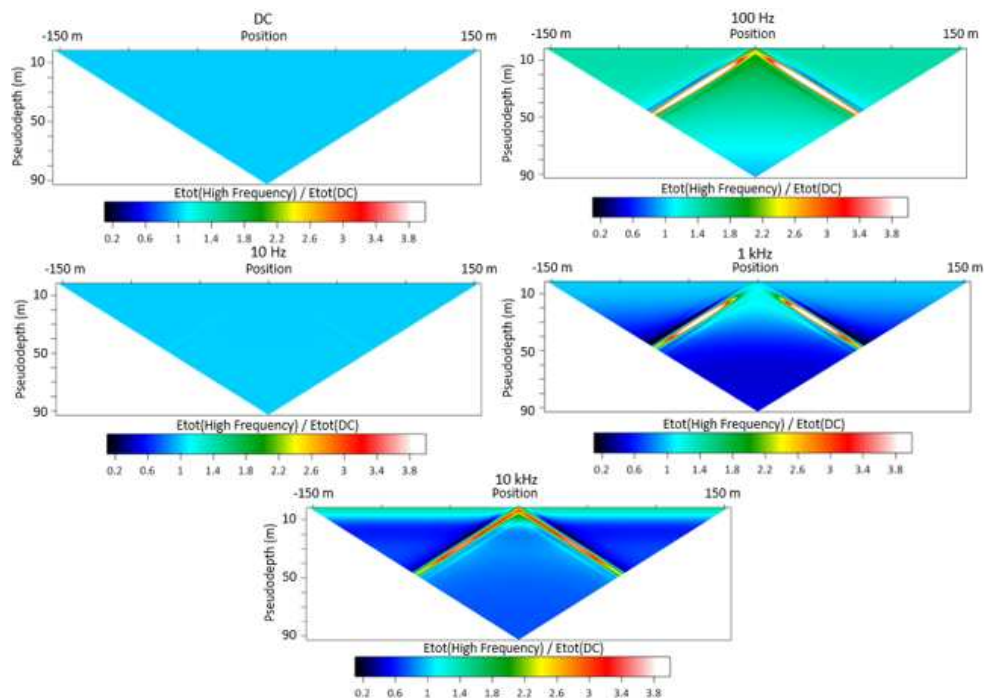 DC
-150 m Position 150 m
10
50
90
Pseudodepth (m)
Etot(High Frequency) / Etot(DC)
0.2 0.6 1 1.4 1.8 2.2 2.6 3 3.4 3.8
100 Hz
-150 m Position 150 m
10
50
90
Pseudodepth (m)
Etot(High Frequency) / Etot(DC)
0.2 0.6 1 1.4 1.8 2.2 2.6 3 3.4 3.8
10 Hz
-150 m Position 150 m
10
50
90
Pseudodepth (m)
Etot(High Frequency) / Etot(DC)
0.2 0.6 1 1.4 1.8 2.2 2.6 3 3.4 3.8
1 kHz
-150 m Position 150 m
10
50
90
Pseudodepth (m)
Etot(High Frequency) / Etot(DC)
0.2 0.6 1 1.4 1.8 2.2 2.6 3 3.4 3.8
10 kHz
-150 m Position 150 m
10
50
90
Pseudodepth (m)
Etot(High Frequency) / Etot(DC)
0.2 0.6 1 1.4 1.8 2.2 2.6 3 3.4 3.8